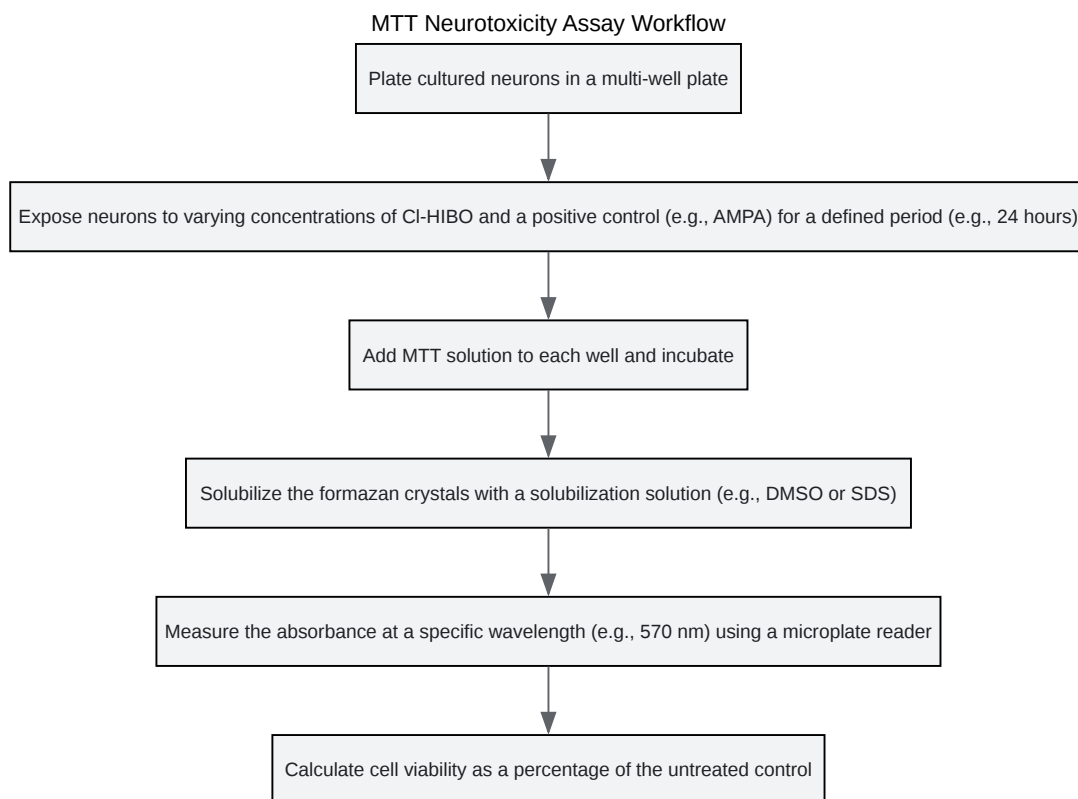 MTT Neurotoxicity Assay Workflow
Plate cultured neurons in a multi-well plate
Expose neurons to varying concentrations of Cl-HIBO and a positive control (e.g., AMPA) for a defined period (e.g., 24 hours)
Add MTT solution to each well and incubate
Solubilize the formazan crystals with a solubilization solution (e.g., DMSO or SDS)
Measure the absorbance at a specific wavelength (e.g., 570 nm) using a microplate reader
Calculate cell viability as a percentage of the untreated control